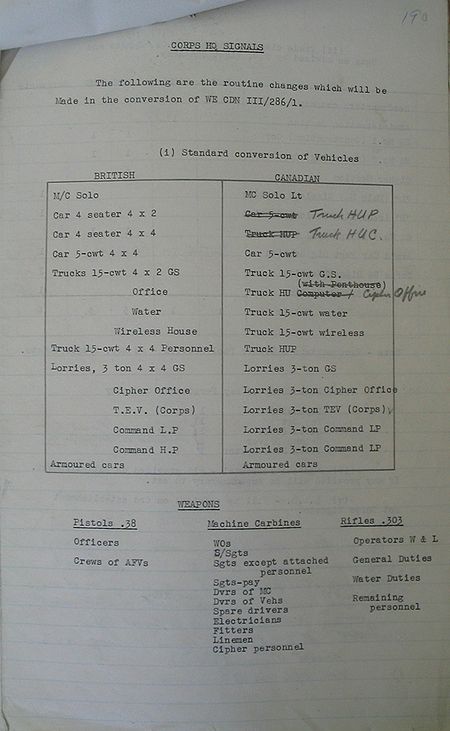 190
CORPS HQ SIGNALS
The following are the routine changes which will be
Made in the conversion of WE CDN III/286/1.
(i) Standard conversion of Vehicles
BRITISH CANADIAN
M/C Solo MC Solo Lt
Car 4 seater 4 x 2 Car 5-cwt Truck HUP
Car 4 seater 4 x 4 Truck HUP Truck HUC.
Car 5-cwt 4 x 4 Car 5-cwt
Trucks 15-cwt 4 x 2 GS Truck 15-cwt G.S.
(with Penthouse)
Office Truck HU Computer / Cipher Office
Water Truck 15-cwt water
Wireless House Truck 15-cwt wireless
Truck 15-cwt 4 x 4 Personnel Truck HUP
Lorries, 3 ton 4 x 4 GS Lorries 3-ton GS
Cipher Office Lorries 3-ton Cipher Office
T.E.V. (Corps) Lorries 3-ton TEV (Corps)
Command L.P Lorries 3-ton Command LP
Command H.P Lorries 3-ton Command LP
Armoured cars Armoured cars
WEAPONS
Pistols .38 Machine Carbines Rifles .303
Officers WOs Operators W & L
S/Sgts
Crews of AFVs Sgts except attached General Duties
personnel
Sgts-pay Water Duties
Dvrs of MC
Dvrs of Vehs Remaining
Spare drivers personnel
Electricians
Fitters
Linemen
Cipher personnel